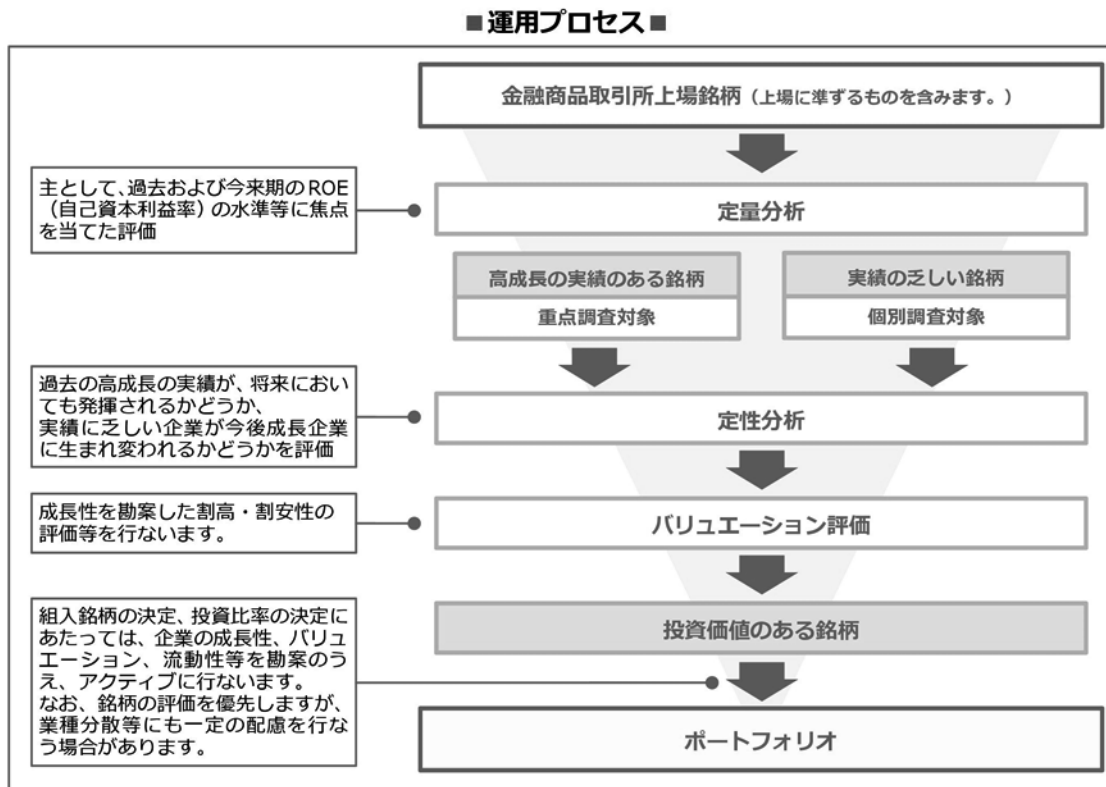 ■運用プロセス■
金融商品取引所上場銘柄(上場に準ずるものを含みます。)
主として、過去および今来期のROE
(自己資本利益率)の水準等に焦点
を当てた評価
定量分析
高成長の実績のある銘柄
重点調査対象
実績の乏しい銘柄
個別調査対象
過去の高成長の実績が、将来におい
ても発揮されるかどうか、
実績に乏しい企業が今後成長企業
に生まれ変われるかどうかを評価
定性分析
成長性を勘案した割高・割安性の
評価等を行ないます。
バリュエーション評価
組入銘柄の決定、投資比率の決定に
あたっては、企業の成長性、バリュ
エーション、流動性等を勘案のう
え、アクティブに行ないます。
なお、銘柄の評価を優先しますが、
業種分散等にも一定の配慮を行な
う場合があります。
投資価値のある銘柄
ポートフォリオ